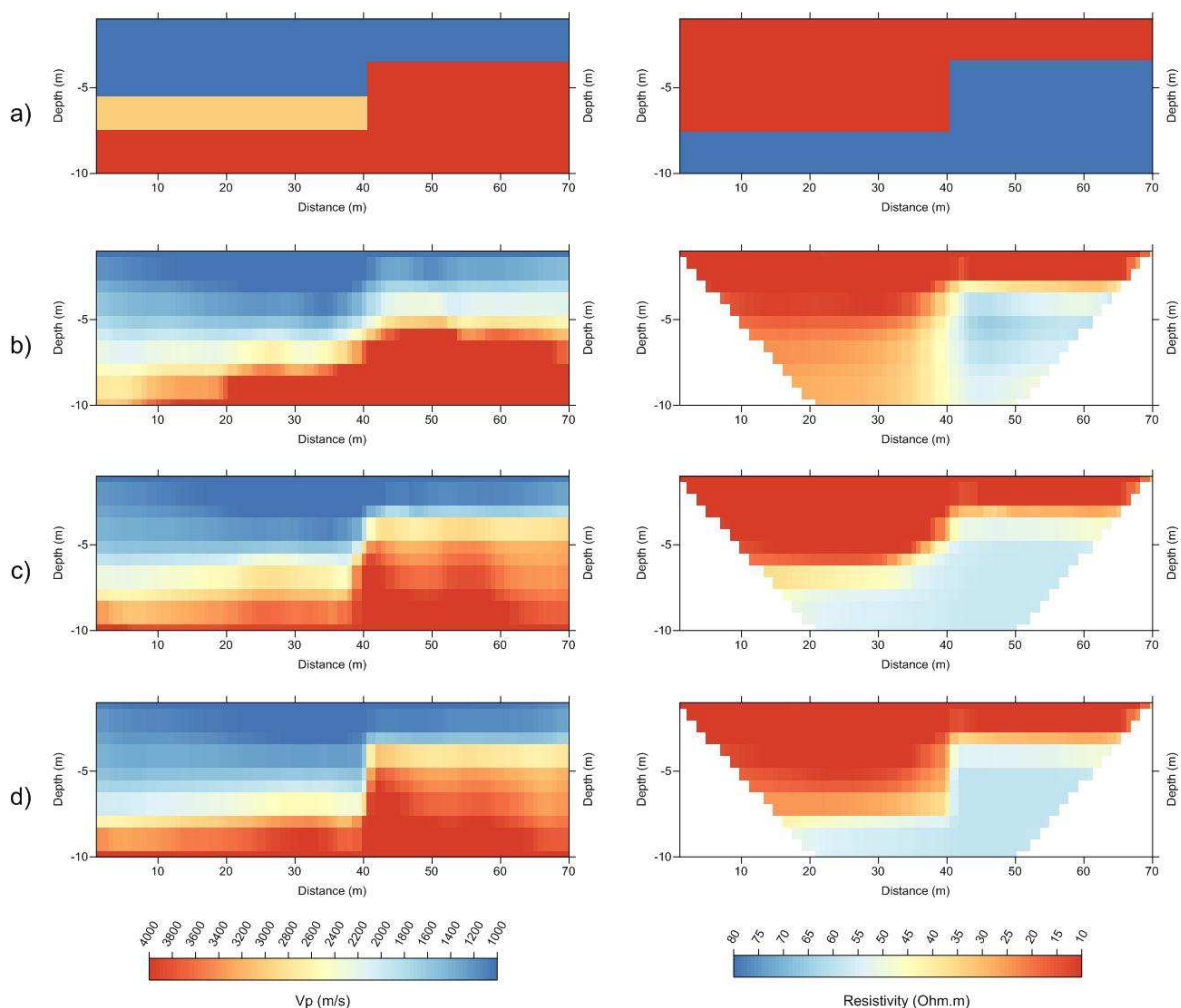 a)
Depth (m)
-5
-10
10 20 30 40 50 60 70
Distance (m)
Depth (m)
Depth (m)
-5
-10
10 20 30 40 50 60 70
Distance (m)
Depth (m)
b)
Depth (m)
-5
-10
10 20 30 40 50 60 70
Distance (m)
Depth (m)
Depth (m)
-5
-10
10 20 30 40 50 60 70
Distance (m)
Depth (m)
c)
Depth (m)
-5
-10
10 20 30 40 50 60 70
Distance (m)
Depth (m)
Depth (m)
-5
-10
10 20 30 40 50 60 70
Distance (m)
Depth (m)
d)
Depth (m)
-5
-10
10 20 30 40 50 60 70
Distance (m)
Depth (m)
Depth (m)
-5
-10
10 20 30 40 50 60 70
Distance (m)
Depth (m)
4000 3800 3600 3400 3200 3000 2800 2600 2400 2200 2000 1800 1600 1400 1200 1000
Vp (m/s)
80 75 70 65 60 55 50 45 40 35 30 25 20 15 10
Resistivity (Ohm.m)